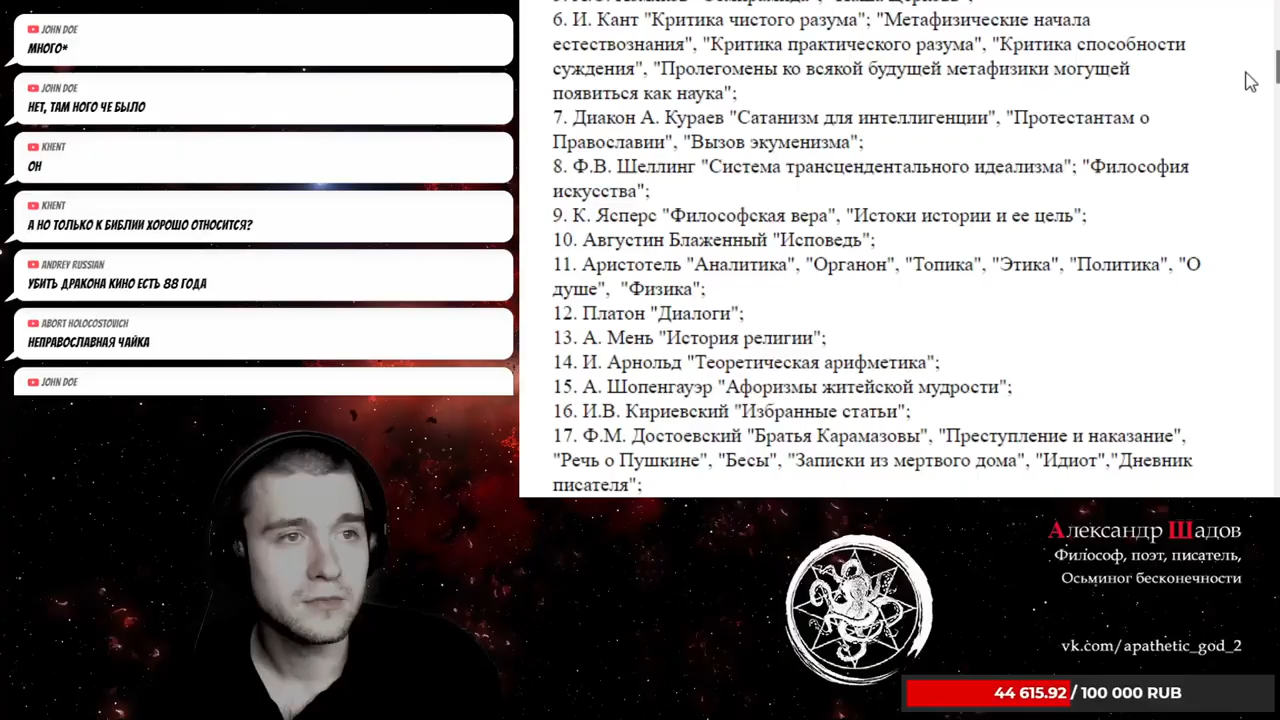 JOHN DOE
МНОГО*
JOHN DOE
НЕТ, ТАМ НОГО ЧЕ БЫЛО
KHENT
ОН
KHENT
А НО ТОЛЬКО К БИБЛИИ ХОРОШО ОТНОСИТСЯ?
ANDREY RUSSIAN
УБИТЬ ДРАКОНА КИНО ЕСТЬ 88 ГОДА
ABORT HOLOCOSTOVICH
НЕПРАВОСЛАВНАЯ ЧАЙКА
JOHN DOE
6. И. Кант "Критика чистого разума"; "Метафизические начала
естествознания", "Критика практического разума", "Критика способности
суждения", "Пролегомены ко всякой будущей метафизики могущей
появиться как наука";
7. Диакон А. Кураев "Сатанизм для интеллигенции", "Протестантам о
Православии", "Вызов экуменизма";
8. Ф.В. Шеллинг "Система трансцендентального идеализма"; "Философия
искусства";
9. К. Ясперс "Философская вера", "Истоки истории и ее цель";
10. Августин Блаженный "Исповедь";
11. Аристотель "Аналитика", "Органон", "Топика", "Этика", "Политика", "О
душе", "Физика";
12. Платон "Диалоги";
13. А. Мень "История религии";
14. И. Арнольд "Теоретическая арифметика";
15. А. Шопенгауэр "Афоризмы житейской мудрости";
16. И.В. Кириевский "Избранные статьи";
17. Ф.М. Достоевский "Братья Карамазовы", "Преступление и наказание",
"Речь о Пушкине", "Бесы", "Записки из мертвого дома", "Идиот","Дневник
писателя";
Александр Шадов
Философ, поэт, писатель,
Осьминог бесконечности
vk.com/apathetic_god_2
44 615.92 / 100 000 RUB